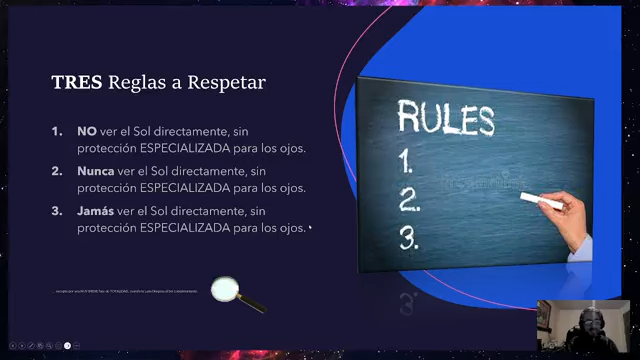 TRES Reglas a Respetar
1. NO ver el Sol directamente, sin
protección ESPECIALIZADA para los ojos.
2. Nunca ver el Sol directamente, sin
protección ESPECIALIZADA para los ojos.
3. Jamás ver el Sol directamente, sin
protección ESPECIALIZADA para los ojos.
RULES
1.
2.
3.